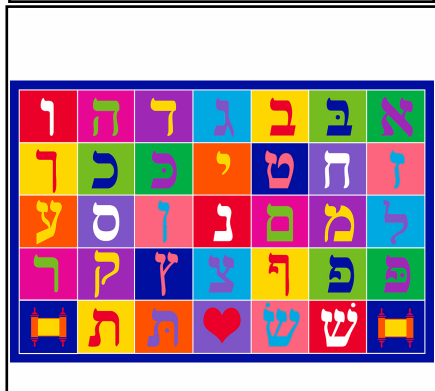 א בּ ב ג ד ה ו
ז ח ט י כּ כ ך
ל מ ם נ ן ס ע
פּ פ ף צ ץ ק ר
שׁ שׂ תּ ת